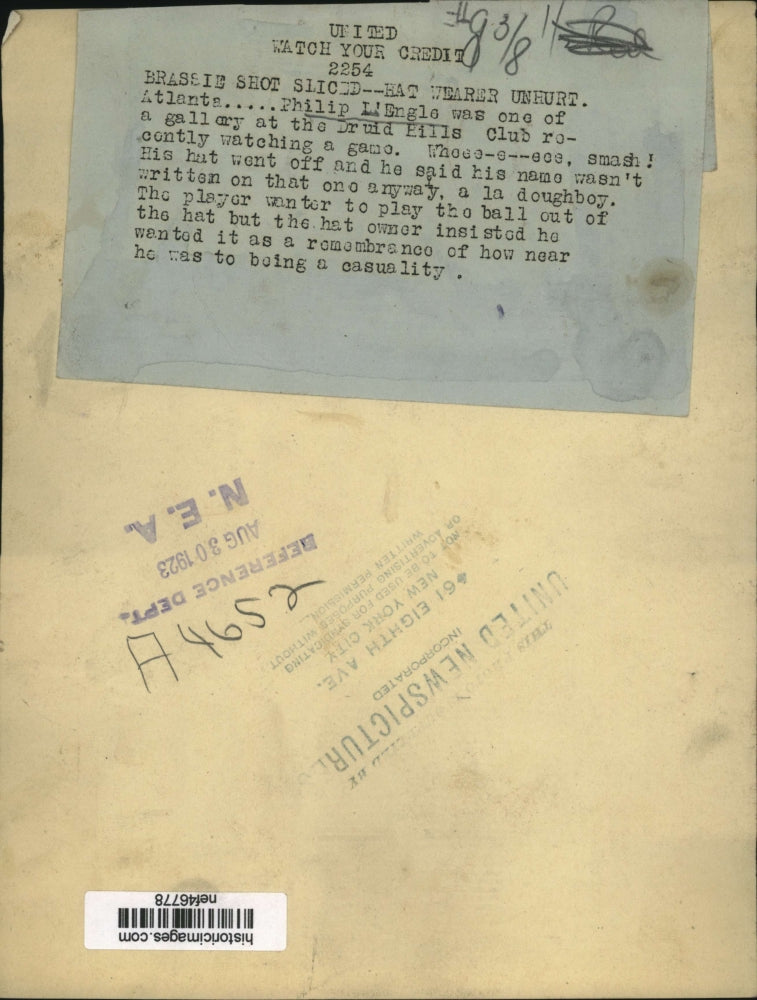 UNITED
WATCH YOUR CREDIT
2254
BRASSIE SHOT SLICED--HAT WEARER UNHURT.
Atlanta.....Philip L'Engle was one of
a gallery at the Druid Hills Club re-
cently watching a game. Wheee-e--eee, smash!
His hat went off and he said his name wasn't
written on that one anyway, a la doughboy.
The player wanter to play the ball out of
the hat but the hat owner insisted he
wanted it as a remembrance of how near
he was to being a casuality .
N.E.A.
AUG 30 1923
REFERENCE DEPT.
A 4652
UNITED NEWSPICTURES
INCORPORATED
461 EIGHTH AVE.
NEW YORK CITY
NOT TO BE USED FOR SYNDICATING
OR ADVERTISING PURPOSES WITHOUT
WRITTEN PERMISSION
historicimages.com
nef46778